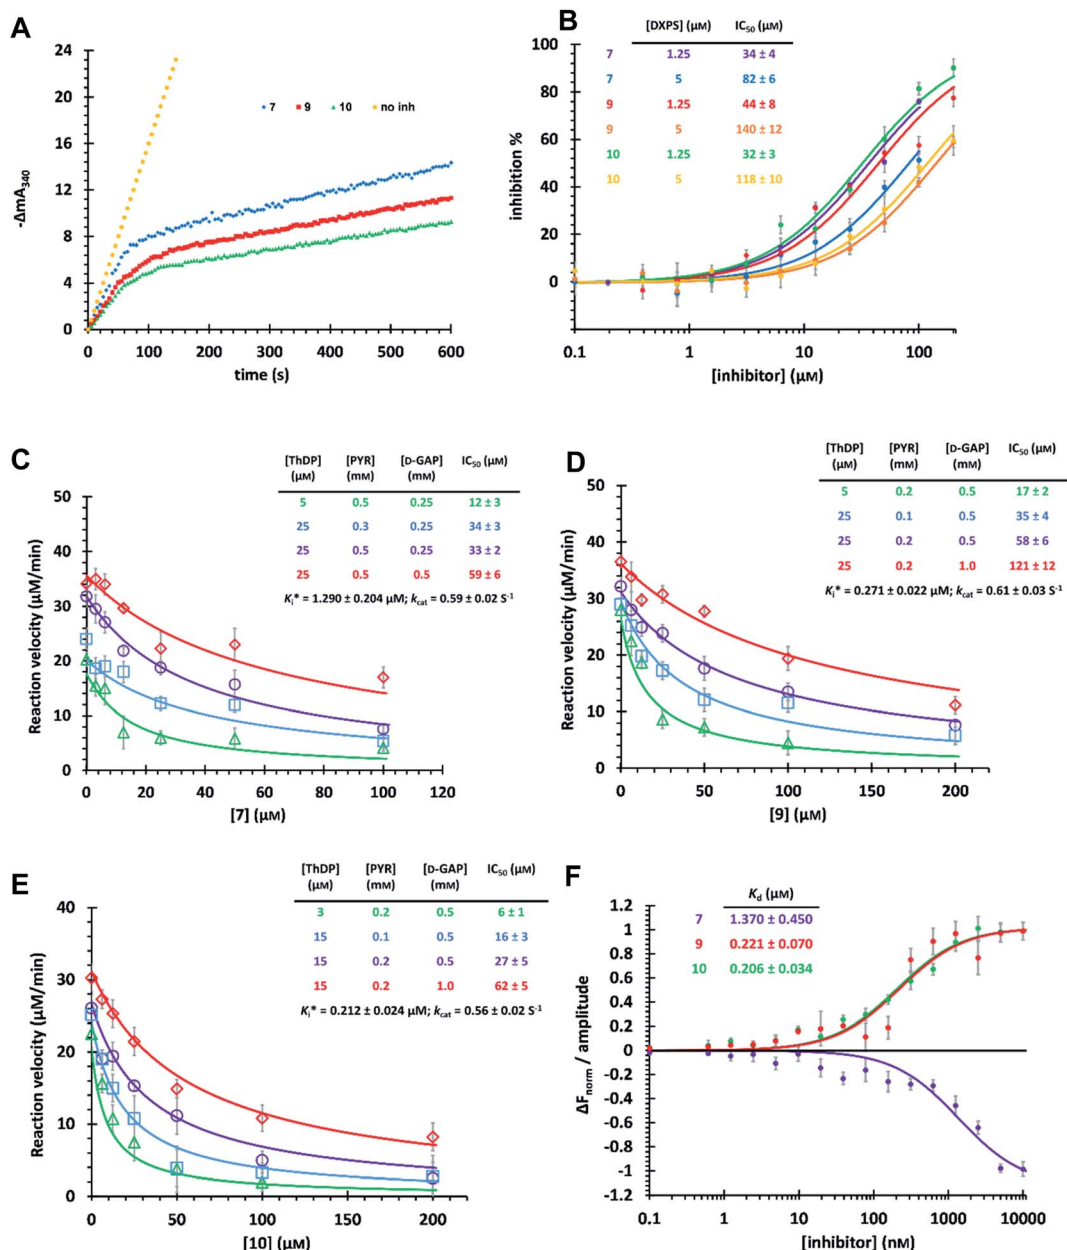 A
24
20
16
12
8
4
0
-ΔmA340
7 9 10 no inh
0 100 200 300 400 500 600
time (s)
B
[DXPS] (μM) IC50 (μM)
7 1.25 34 ± 4
7 5 82 ± 6
9 1.25 44 ± 8
9 5 140 ± 12
10 1.25 32 ± 3
10 5 118 ± 10
100
80
60
40
20
0
-20
inhibition %
0.1 1 10 100
[inhibitor] (μM)
C
[ThDP] [PYR] [D-GAP] IC50 (μM)
(μM) (mM) (mM)
5 0.5 0.25 12 ± 3
25 0.3 0.25 34 ± 3
25 0.5 0.25 33 ± 2
25 0.5 0.5 59 ± 6
Ki* = 1.290 ± 0.204 μM; kcat = 0.59 ± 0.02 S-1
50
40
30
20
10
0
Reaction velocity (μM/min)
0 20 40 60 80 100 120
[7] (μM)
D
[ThDP] [PYR] [D-GAP] IC50 (μM)
(μM) (mM) (mM)
5 0.2 0.5 17 ± 2
25 0.1 0.5 35 ± 4
25 0.2 0.5 58 ± 6
25 0.2 1.0 121 ± 12
Ki* = 0.271 ± 0.022 μM; kcat = 0.61 ± 0.03 S-1
50
40
30
20
10
0
Reaction velocity (μM/min)
0 50 100 150 200
[9] (μM)
E
[ThDP] [PYR] [D-GAP] IC50 (μM)
(μM) (mM) (mM)
3 0.2 0.5 6 ± 1
15 0.1 0.5 16 ± 3
15 0.2 0.5 27 ± 5
15 0.2 1.0 62 ± 5
Ki* = 0.212 ± 0.024 μM; kcat = 0.56 ± 0.02 S-1
40
30
20
10
0
Reaction velocity (μM/min)
0 50 100 150 200
[10] (μM)
F
Kd (μM)
7 1.370 ± 0.450
9 0.221 ± 0.070
10 0.206 ± 0.034
1.2
1
0.8
0.6
0.4
0.2
0
-0.2
-0.4
-0.6
-0.8
-1
-1.2
ΔFnorm / amplitude
0.1 1 10 100 1000 10000
[inhibitor] (nM)